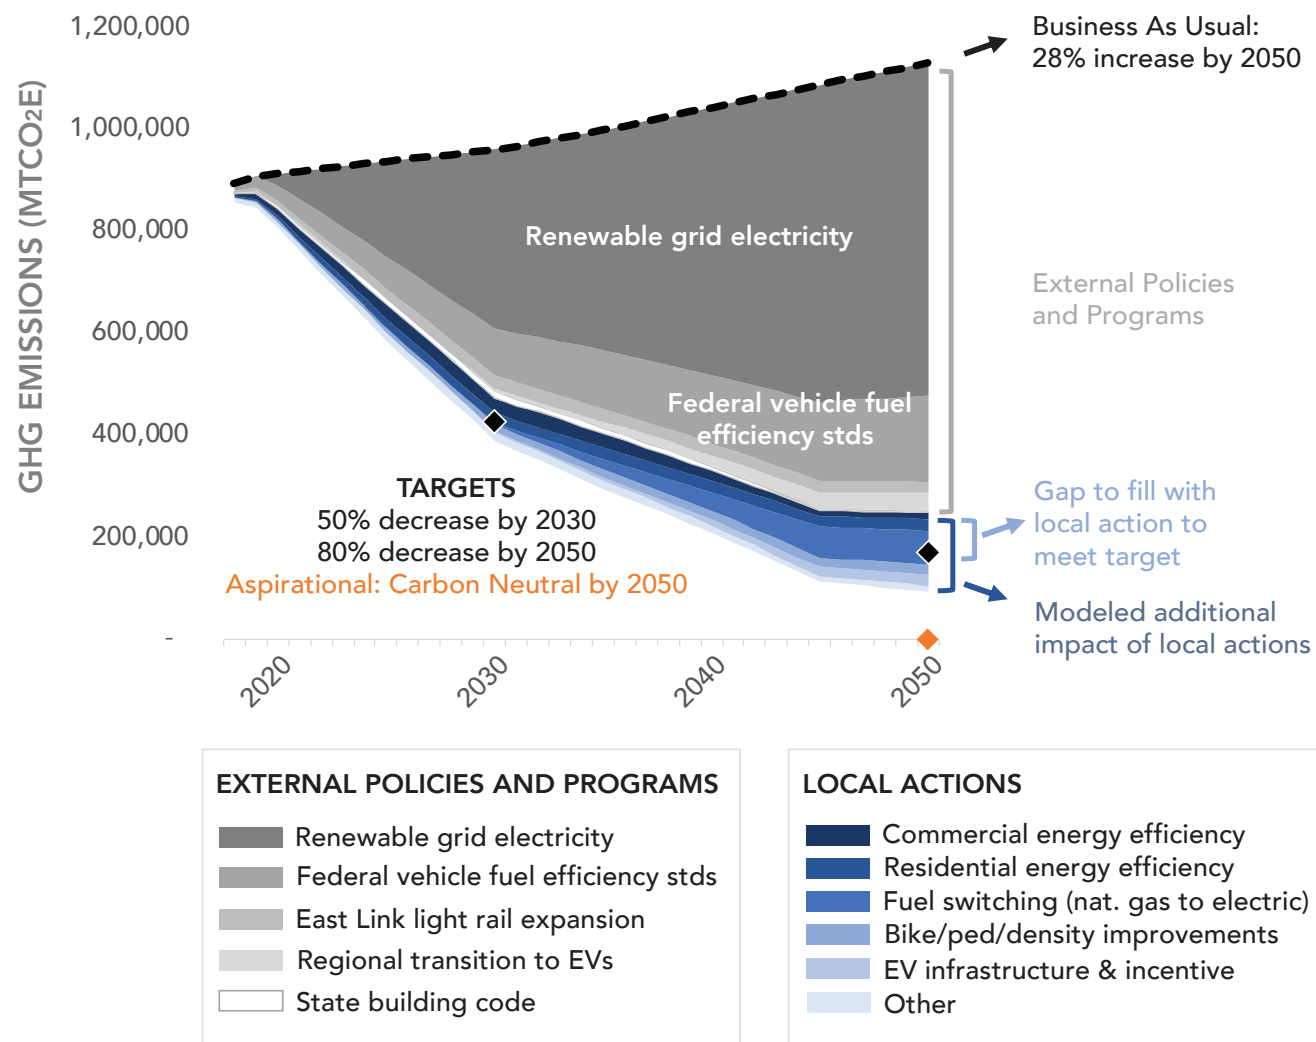 GHG EMISSIONS (MTCO2E)
1,200,000
1,000,000
800,000
600,000
400,000
200,000
-
2020
2030
2040
2050
Business As Usual:
28% increase by 2050
Renewable grid electricity
External Policies
and Programs
Federal vehicle fuel
efficiency stds
TARGETS
50% decrease by 2030
80% decrease by 2050
Aspirational: Carbon Neutral by 2050
Gap to fill with
local action to
meet target
Modeled additional
impact of local actions
EXTERNAL POLICIES AND PROGRAMS
Renewable grid electricity
Federal vehicle fuel efficiency stds
East Link light rail expansion
Regional transition to EVs
State building code
LOCAL ACTIONS
Commercial energy efficiency
Residential energy efficiency
Fuel switching (nat. gas to electric)
Bike/ped/density improvements
EV infrastructure & incentive
Other